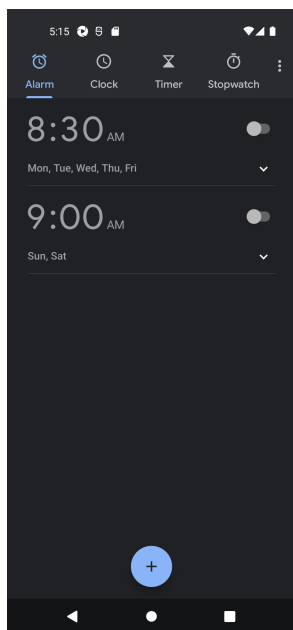 5:15
Alarm Clock Timer Stopwatch
8:30 AM
Mon, Tue, Wed, Thu, Fri
9:00 AM
Sun, Sat